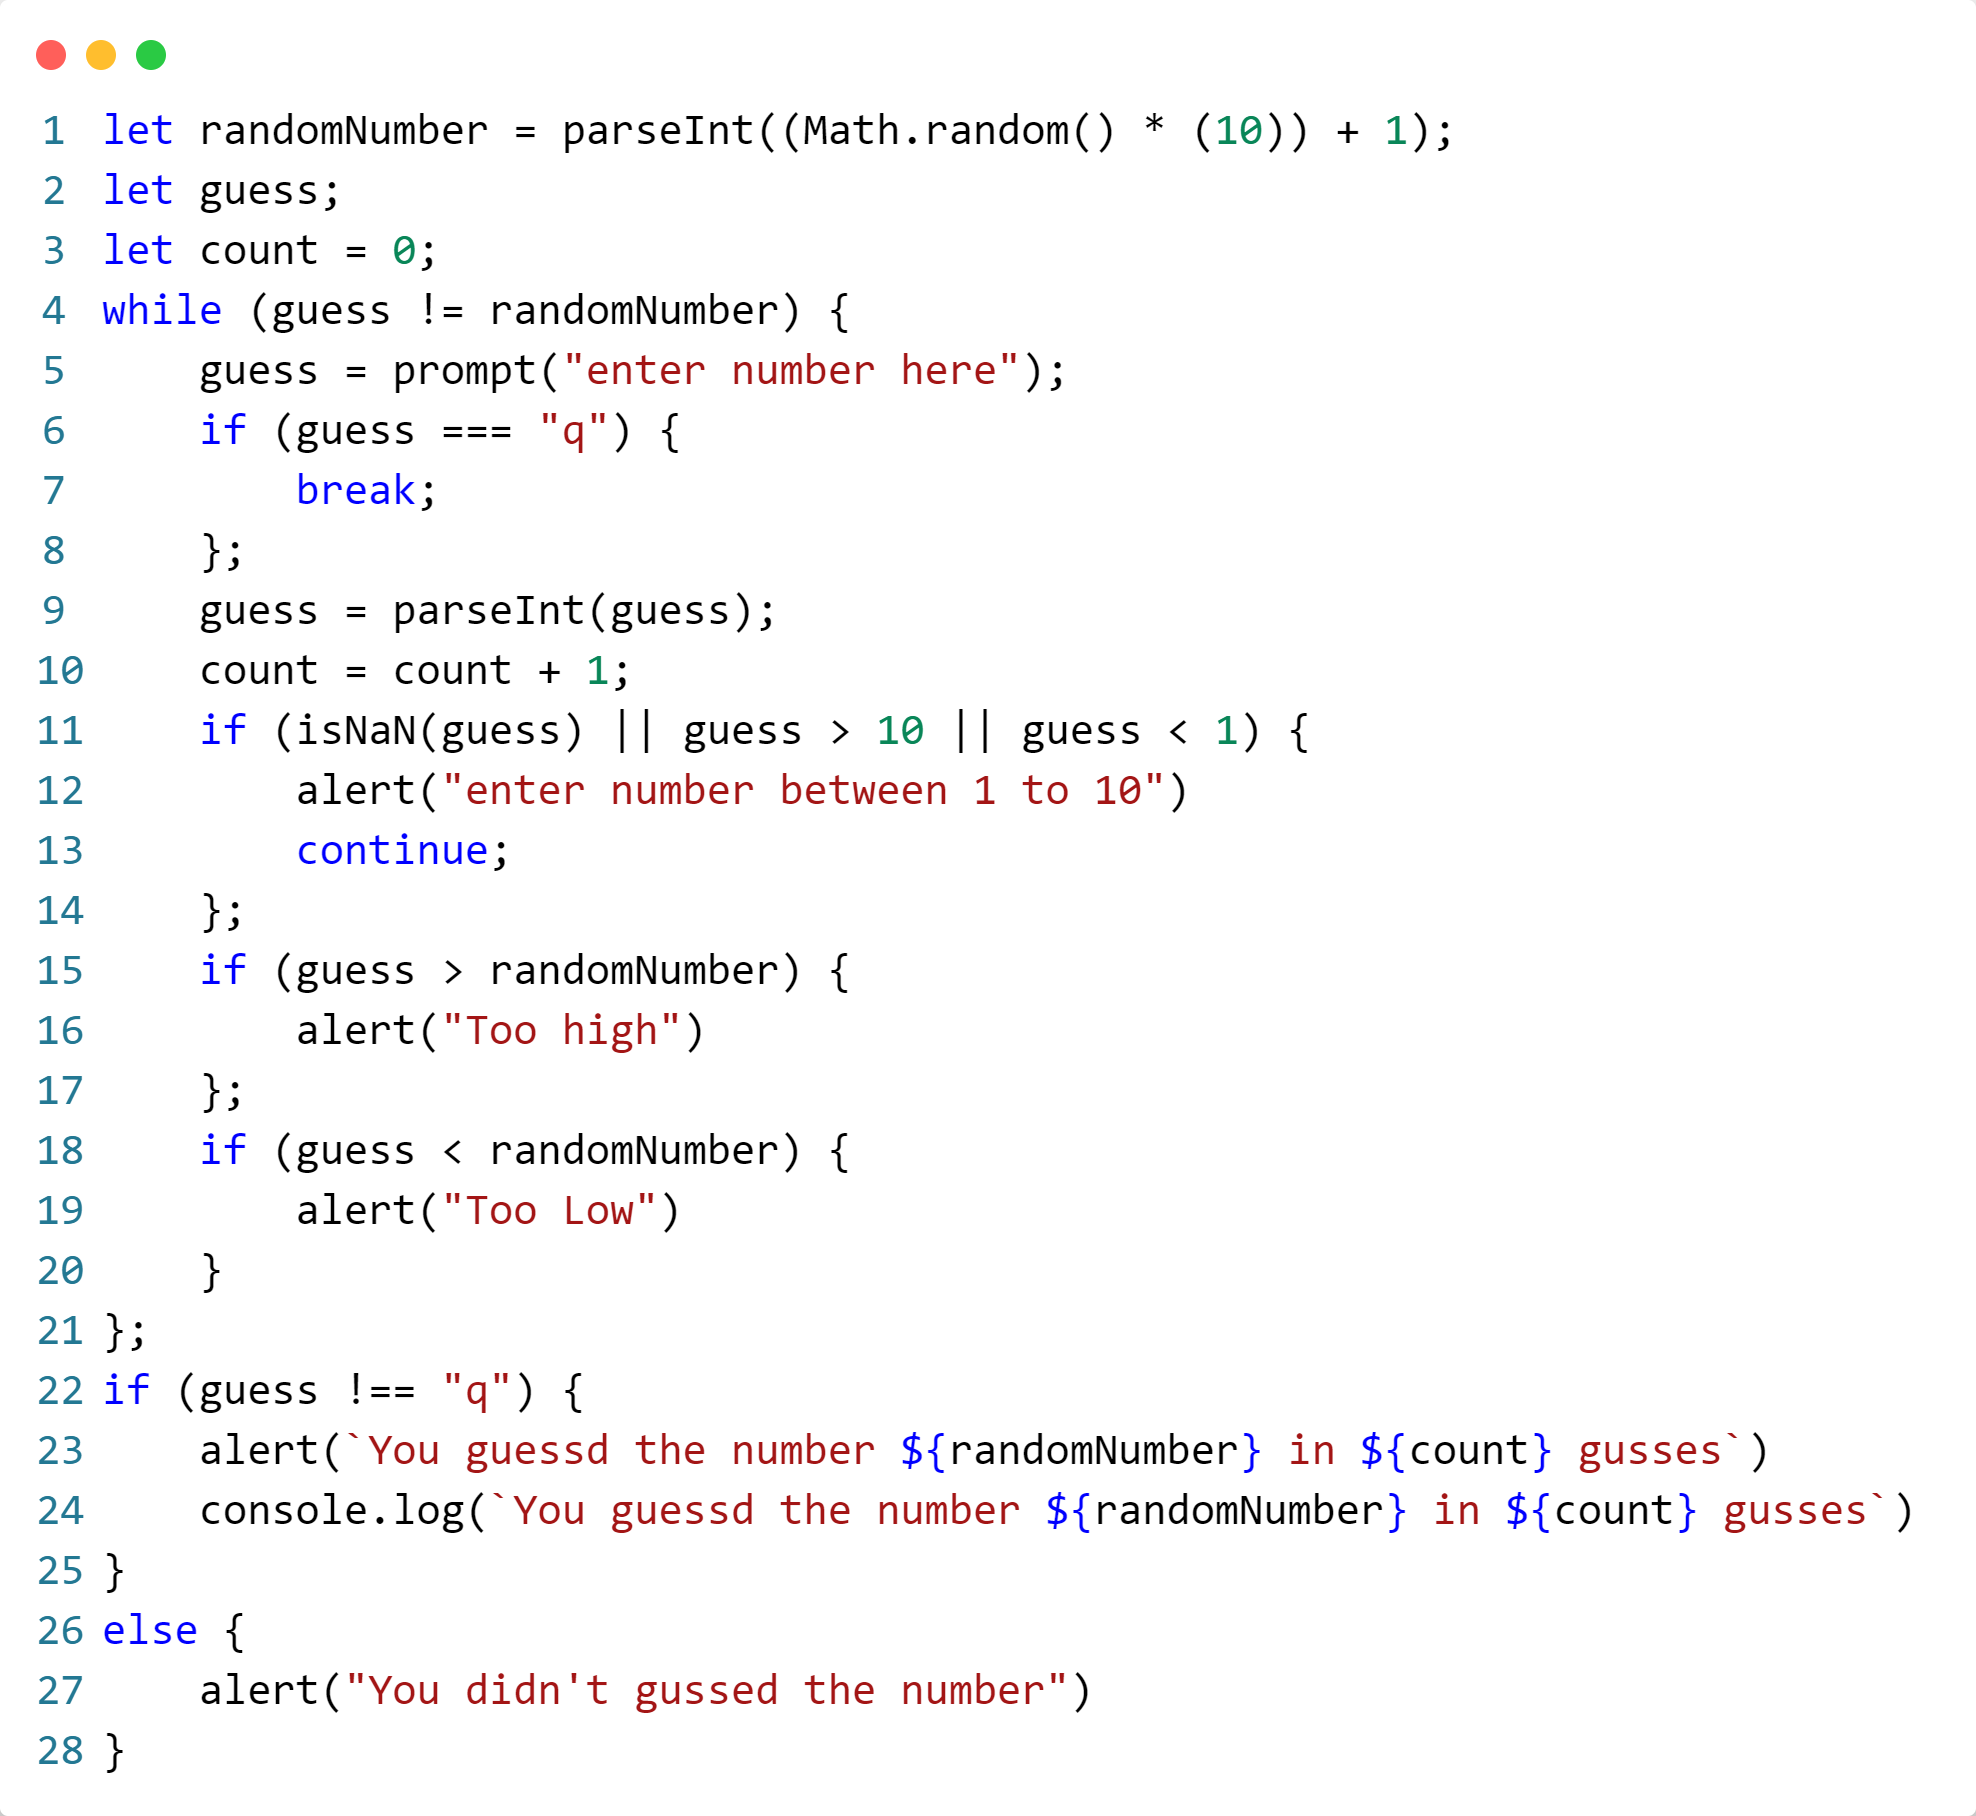 1 let randomNumber = parseInt((Math.random() * (10)) + 1);
2 let guess;
3 let count = 0;
4 while (guess != randomNumber) {
5     guess = prompt("enter number here");
6     if (guess === "q") {
7         break;
8     };
9     guess = parseInt(guess);
10     count = count + 1;
11     if (isNaN(guess) || guess > 10 || guess < 1) {
12         alert("enter number between 1 to 10")
13         continue;
14     };
15     if (guess > randomNumber) {
16         alert("Too high")
17     };
18     if (guess < randomNumber) {
19         alert("Too Low")
20     }
21 };
22 if (guess !== "q") {
23     alert(`You guessd the number ${randomNumber} in ${count} gusses`)
24     console.log(`You guessd the number ${randomNumber} in ${count} gusses`)
25 }
26 else {
27     alert("You didn't gussed the number")
28 }